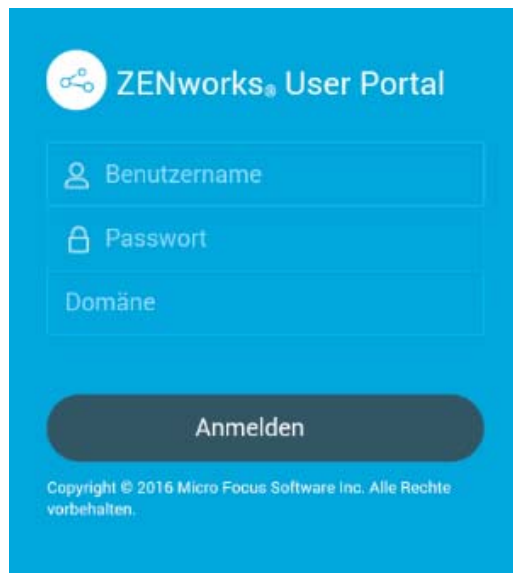 ZENworks® User Portal
Benutzername
Passwort
Domäne
Anmelden
Copyright © 2016 Micro Focus Software Inc. Alle Rechte
vorbehalten.